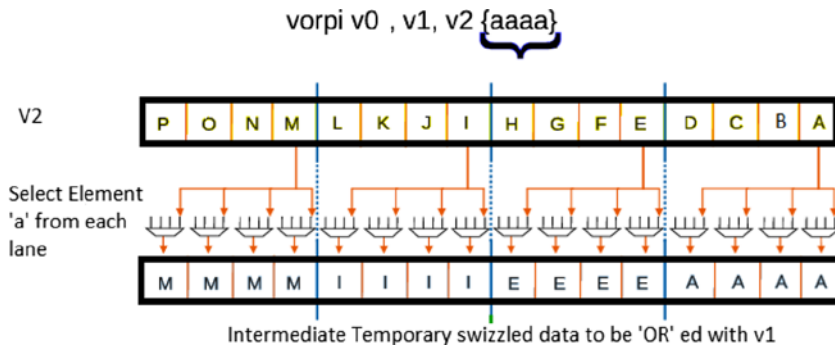 vorpi v0 , v1, v2 {aaaa}
V2
P O N M L K J I H G F E D C B A
Select Element
'a' from each
lane
M M M M I I I I E E E E A A A A
Intermediate Temporary swizzled data to be 'OR' ed with v1